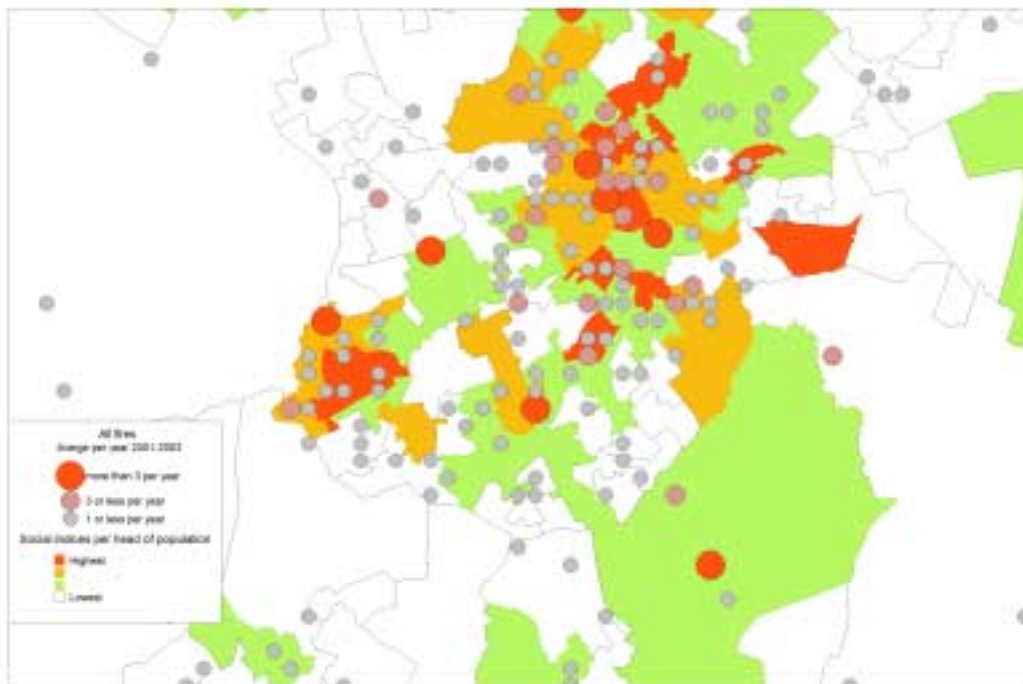 All fires
Average per year 2001-2003
more than 3 per year
3 or less per year
1 or less per year
Social indices per head of population
Highest
Lowest